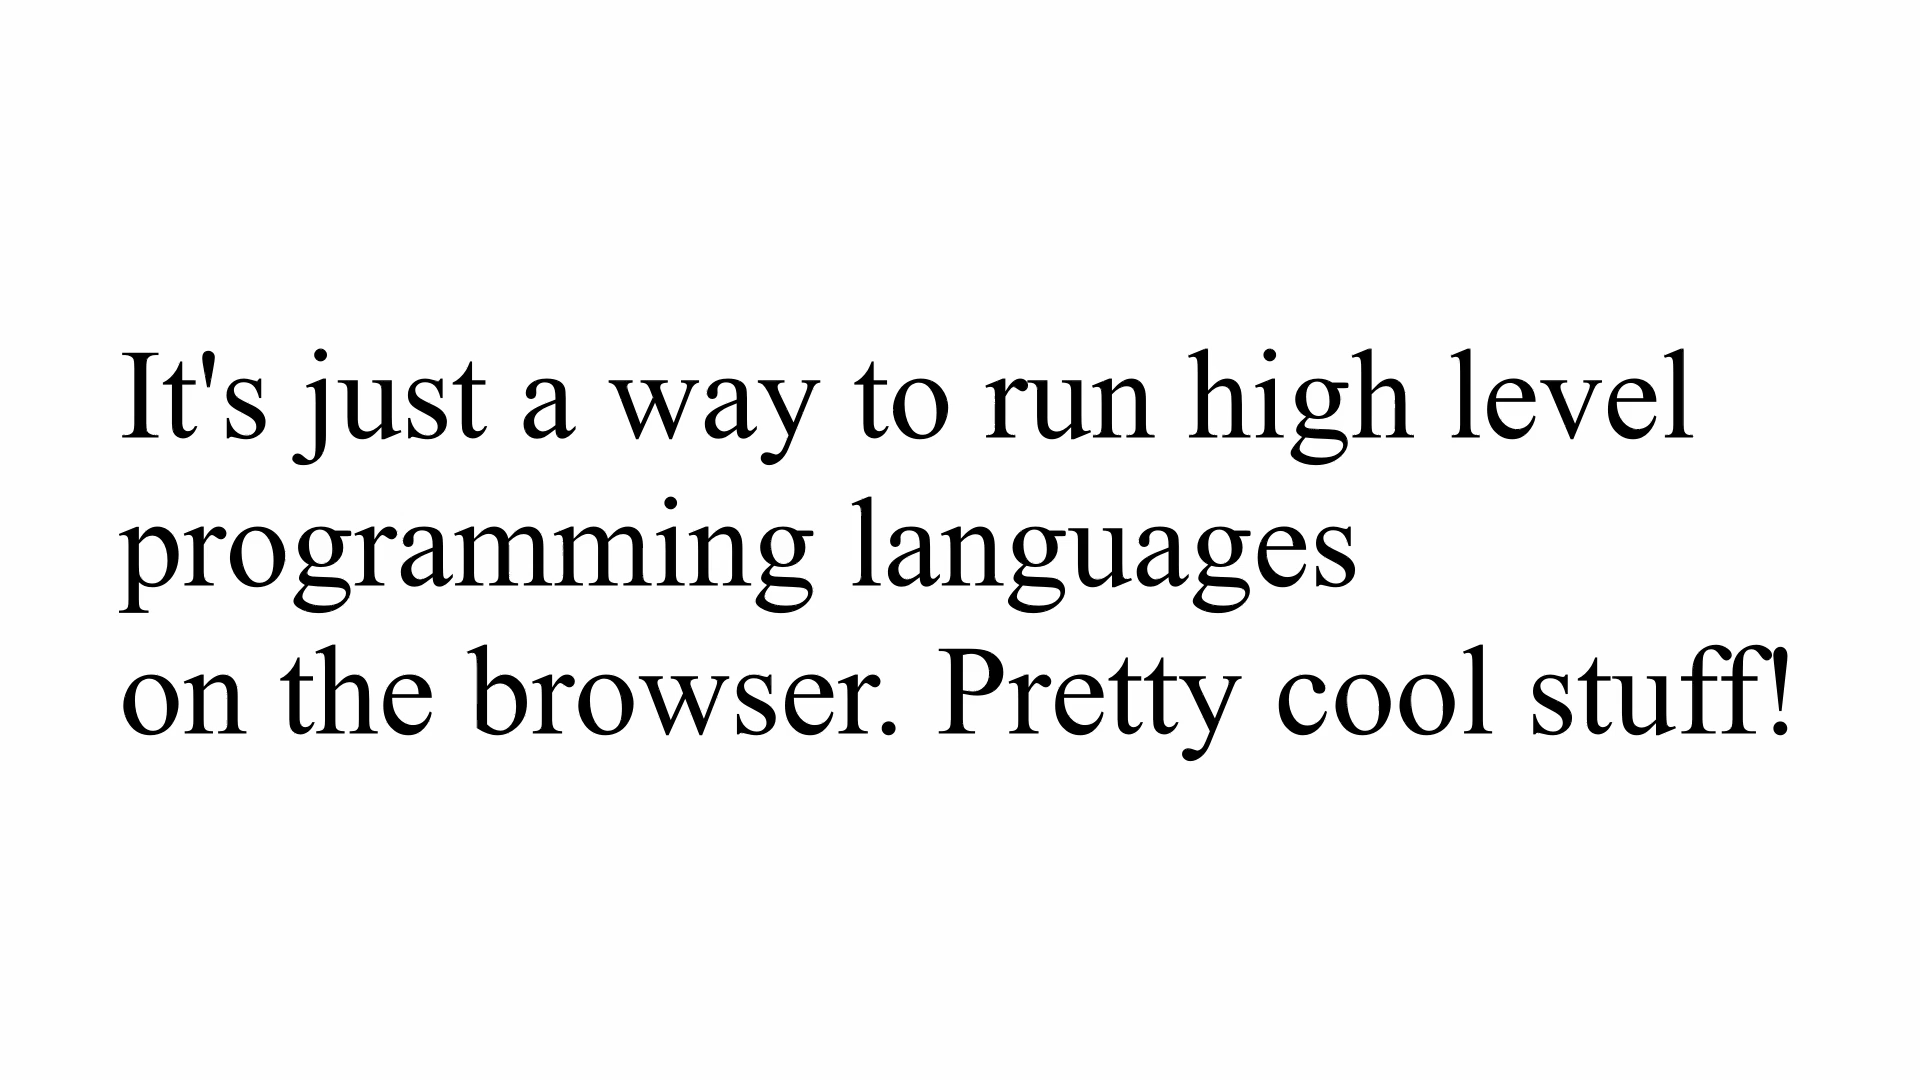 It's just a way to run high level
programming languages
on the browser. Pretty cool stuff!